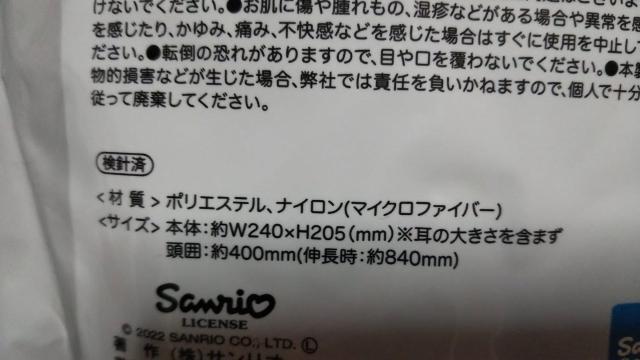 けないでください。●お肌に傷や腫れもの、湿疹などがある場合や異常を感
を感じたり、かゆみ、痛み、不快感などを感じた場合はすぐに使用を中止して
ださい。●転倒の恐れがありますので、目や口を覆わないでください。●本製
物的損害などが生じた場合、弊社では責任を負いかねますので、個人で十分
従って廃棄してください。
検針済
<材 質> ポリエステル、ナイロン(マイクロファイバー)
<サイズ> 本体:約W240×H205(mm)※耳の大きさを含まず
頭囲:約400mm(伸長時:約840mm)
Sanrio
LICENSE
© 2022 SANRIO CO., LTD. Ⓛ
著 作 (株)サンリオ
Sa